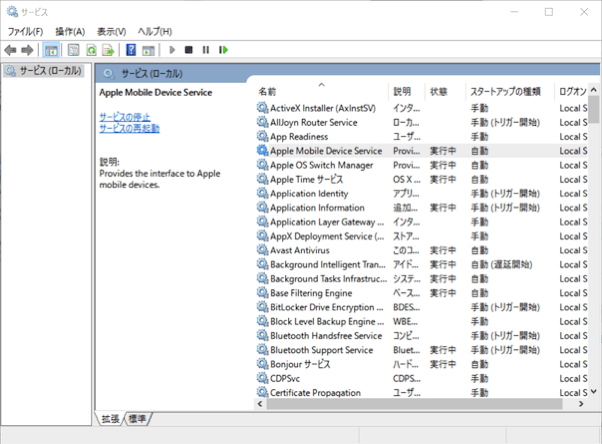 サービス
ファイル(F) 操作(A) 表示(V) ヘルプ(H)
サービス (ローカル)
サービス (ローカル)
Apple Mobile Device Service
サービスの停止
サービスの再起動
説明:
Provides the interface to Apple
mobile devices.
名前 説明 状態 スタートアップの種類 ログオン
ActiveX Installer (AxInstSV) インタ... 手動 Local S
AllJoyn Router Service ローカ... 手動 (トリガー開始) Local S
App Readiness ユーザ... 手動 Local S
Apple Mobile Device Service Provi... 実行中 自動 Local S
Apple OS Switch Manager Provi... 実行中 自動 Local S
Apple Time サービス OS X ... 実行中 自動 Local S
Application Identity アプリ... 手動 (トリガー開始) Local S
Application Information 追加... 実行中 手動 (トリガー開始) Local S
Application Layer Gateway ... インタ... 手動 Local S
AppX Deployment Service (... ストア... 手動 Local S
Avast Antivirus このコ... 実行中 自動 Local S
Background Intelligent Tran... アイド... 実行中 自動 (遅延開始) Local S
Background Tasks Infrastruc... システ... 実行中 自動 Local S
Base Filtering Engine ベース... 実行中 自動 Local S
BitLocker Drive Encryption ... BDES... 手動 (トリガー開始) Local S
Block Level Backup Engine ... WBE... 手動 Local S
Bluetooth Handsfree Service コンピ... 手動 (トリガー開始) Local S
Bluetooth Support Service Bluet... 実行中 手動 (トリガー開始) Local S
Bonjour サービス ハード... 実行中 自動 Local S
CDPSvc CDPS... 手動 Local S
Certificate Propagation ユーザ... 手動 Local S
拡張 標準